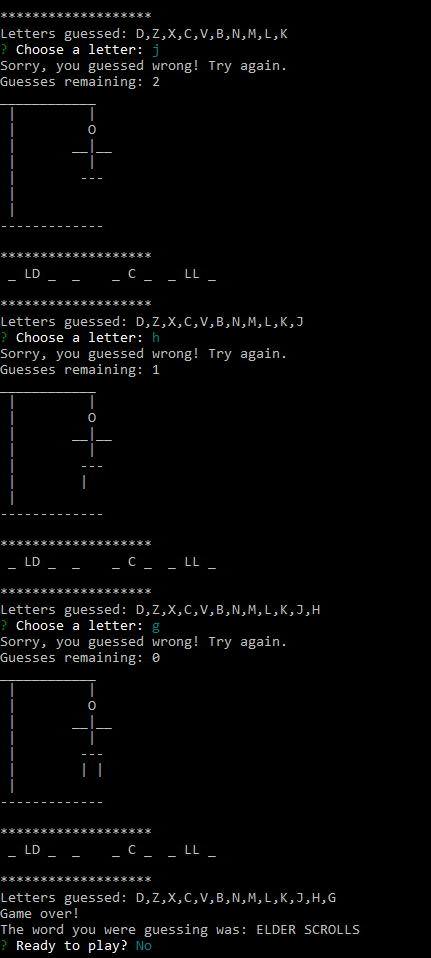 *******************
Letters guessed: D,Z,X,C,V,B,N,M,L,K
? Choose a letter: j
Sorry, you guessed wrong! Try again.
Guesses remaining: 2
____________
 |         |
 |         O
 |       __|__
 |         |
 |        ---
 |
 |
-------------
*******************
 _ LD _  _    _ C _  _ LL _
*******************
Letters guessed: D,Z,X,C,V,B,N,M,L,K,J
? Choose a letter: h
Sorry, you guessed wrong! Try again.
Guesses remaining: 1
____________
 |         |
 |         O
 |       __|__
 |         |
 |        ---
 |        |
 |
-------------
*******************
 _ LD _  _    _ C _  _ LL _
*******************
Letters guessed: D,Z,X,C,V,B,N,M,L,K,J,H
? Choose a letter: g
Sorry, you guessed wrong! Try again.
Guesses remaining: 0
____________
 |         |
 |         O
 |       __|__
 |         |
 |        ---
 |        | |
 |
-------------
*******************
 _ LD _  _    _ C _  _ LL _
*******************
Letters guessed: D,Z,X,C,V,B,N,M,L,K,J,H,G
Game over!
The word you were guessing was: ELDER SCROLLS
? Ready to play? No